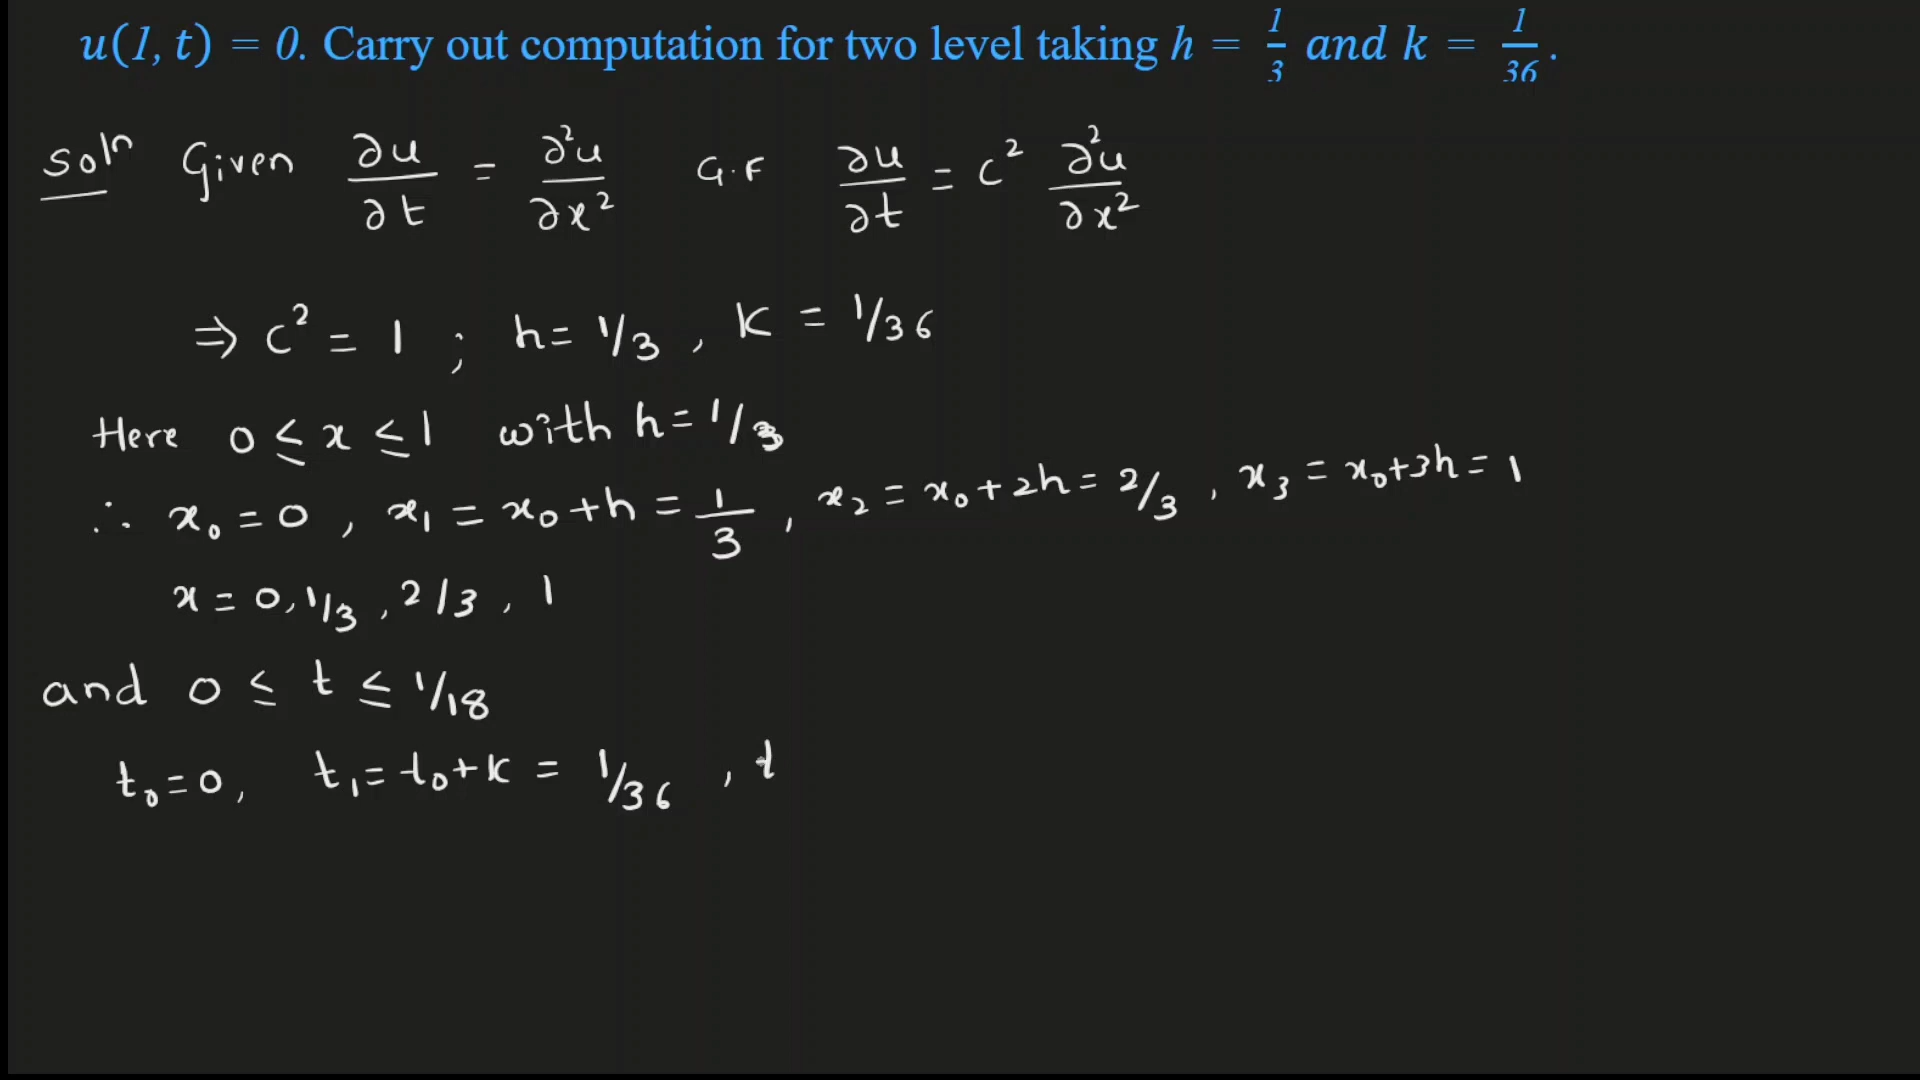 u(1, t) = 0. Carry out computation for two level taking h = 1/3 and k = 1/36.
Soln Given ∂u/∂t = ∂²u/∂x² G.F ∂u/∂t = c² ∂²u/∂x²
⇒ c² = 1 ; h = 1/3 , k = 1/36
Here 0 ≤ x ≤ 1 with h = 1/3
∴ x₀ = 0 , x₁ = x₀+h = 1/3 , x₂ = x₀+2h = 2/3 , x₃ = x₀+3h = 1
x = 0, 1/3 , 2/3 , 1
and 0 ≤ t ≤ 1/18
t₀ = 0, t₁ = t₀+k = 1/36 , t